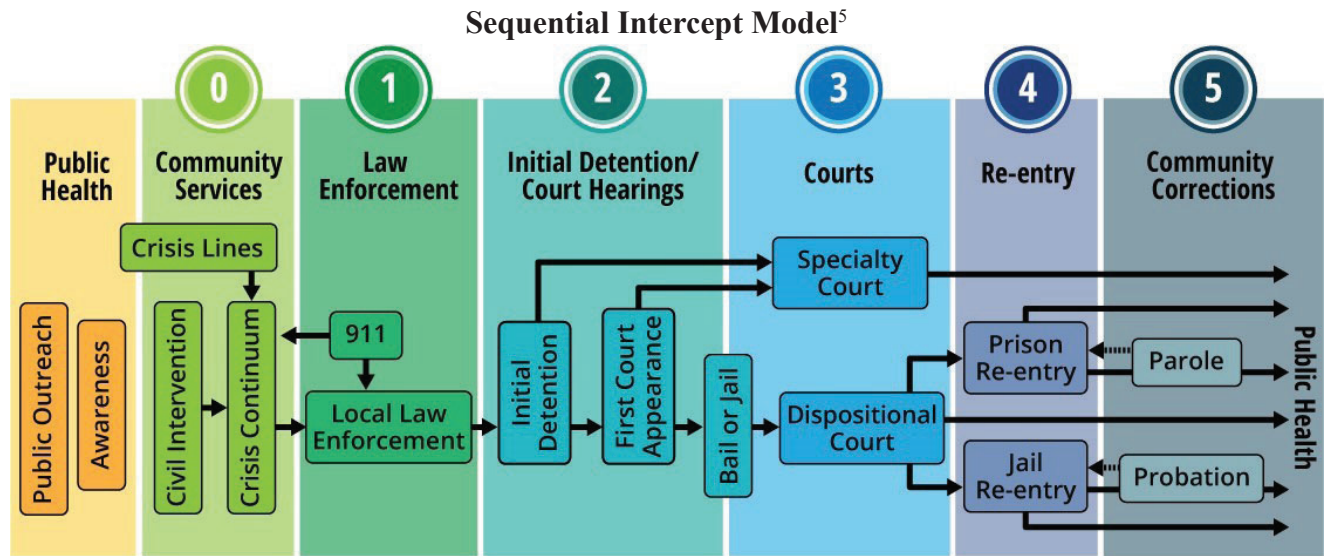 Sequential Intercept Model5
0
1
2
3
4
5
Public
Health
Community
Services
Law
Enforcement
Initial Detention/
Court Hearings
Courts
Re-entry
Community
Corrections
Public Outreach
Awareness
Crisis Lines
Civil Intervention
Crisis Continuum
911
Local Law
Enforcement
Initial
Detention
First Court
Appearance
Bail or Jail
Specialty
Court
Dispositional
Court
Prison
Re-entry
Jail
Re-entry
Parole
Probation
Public Health